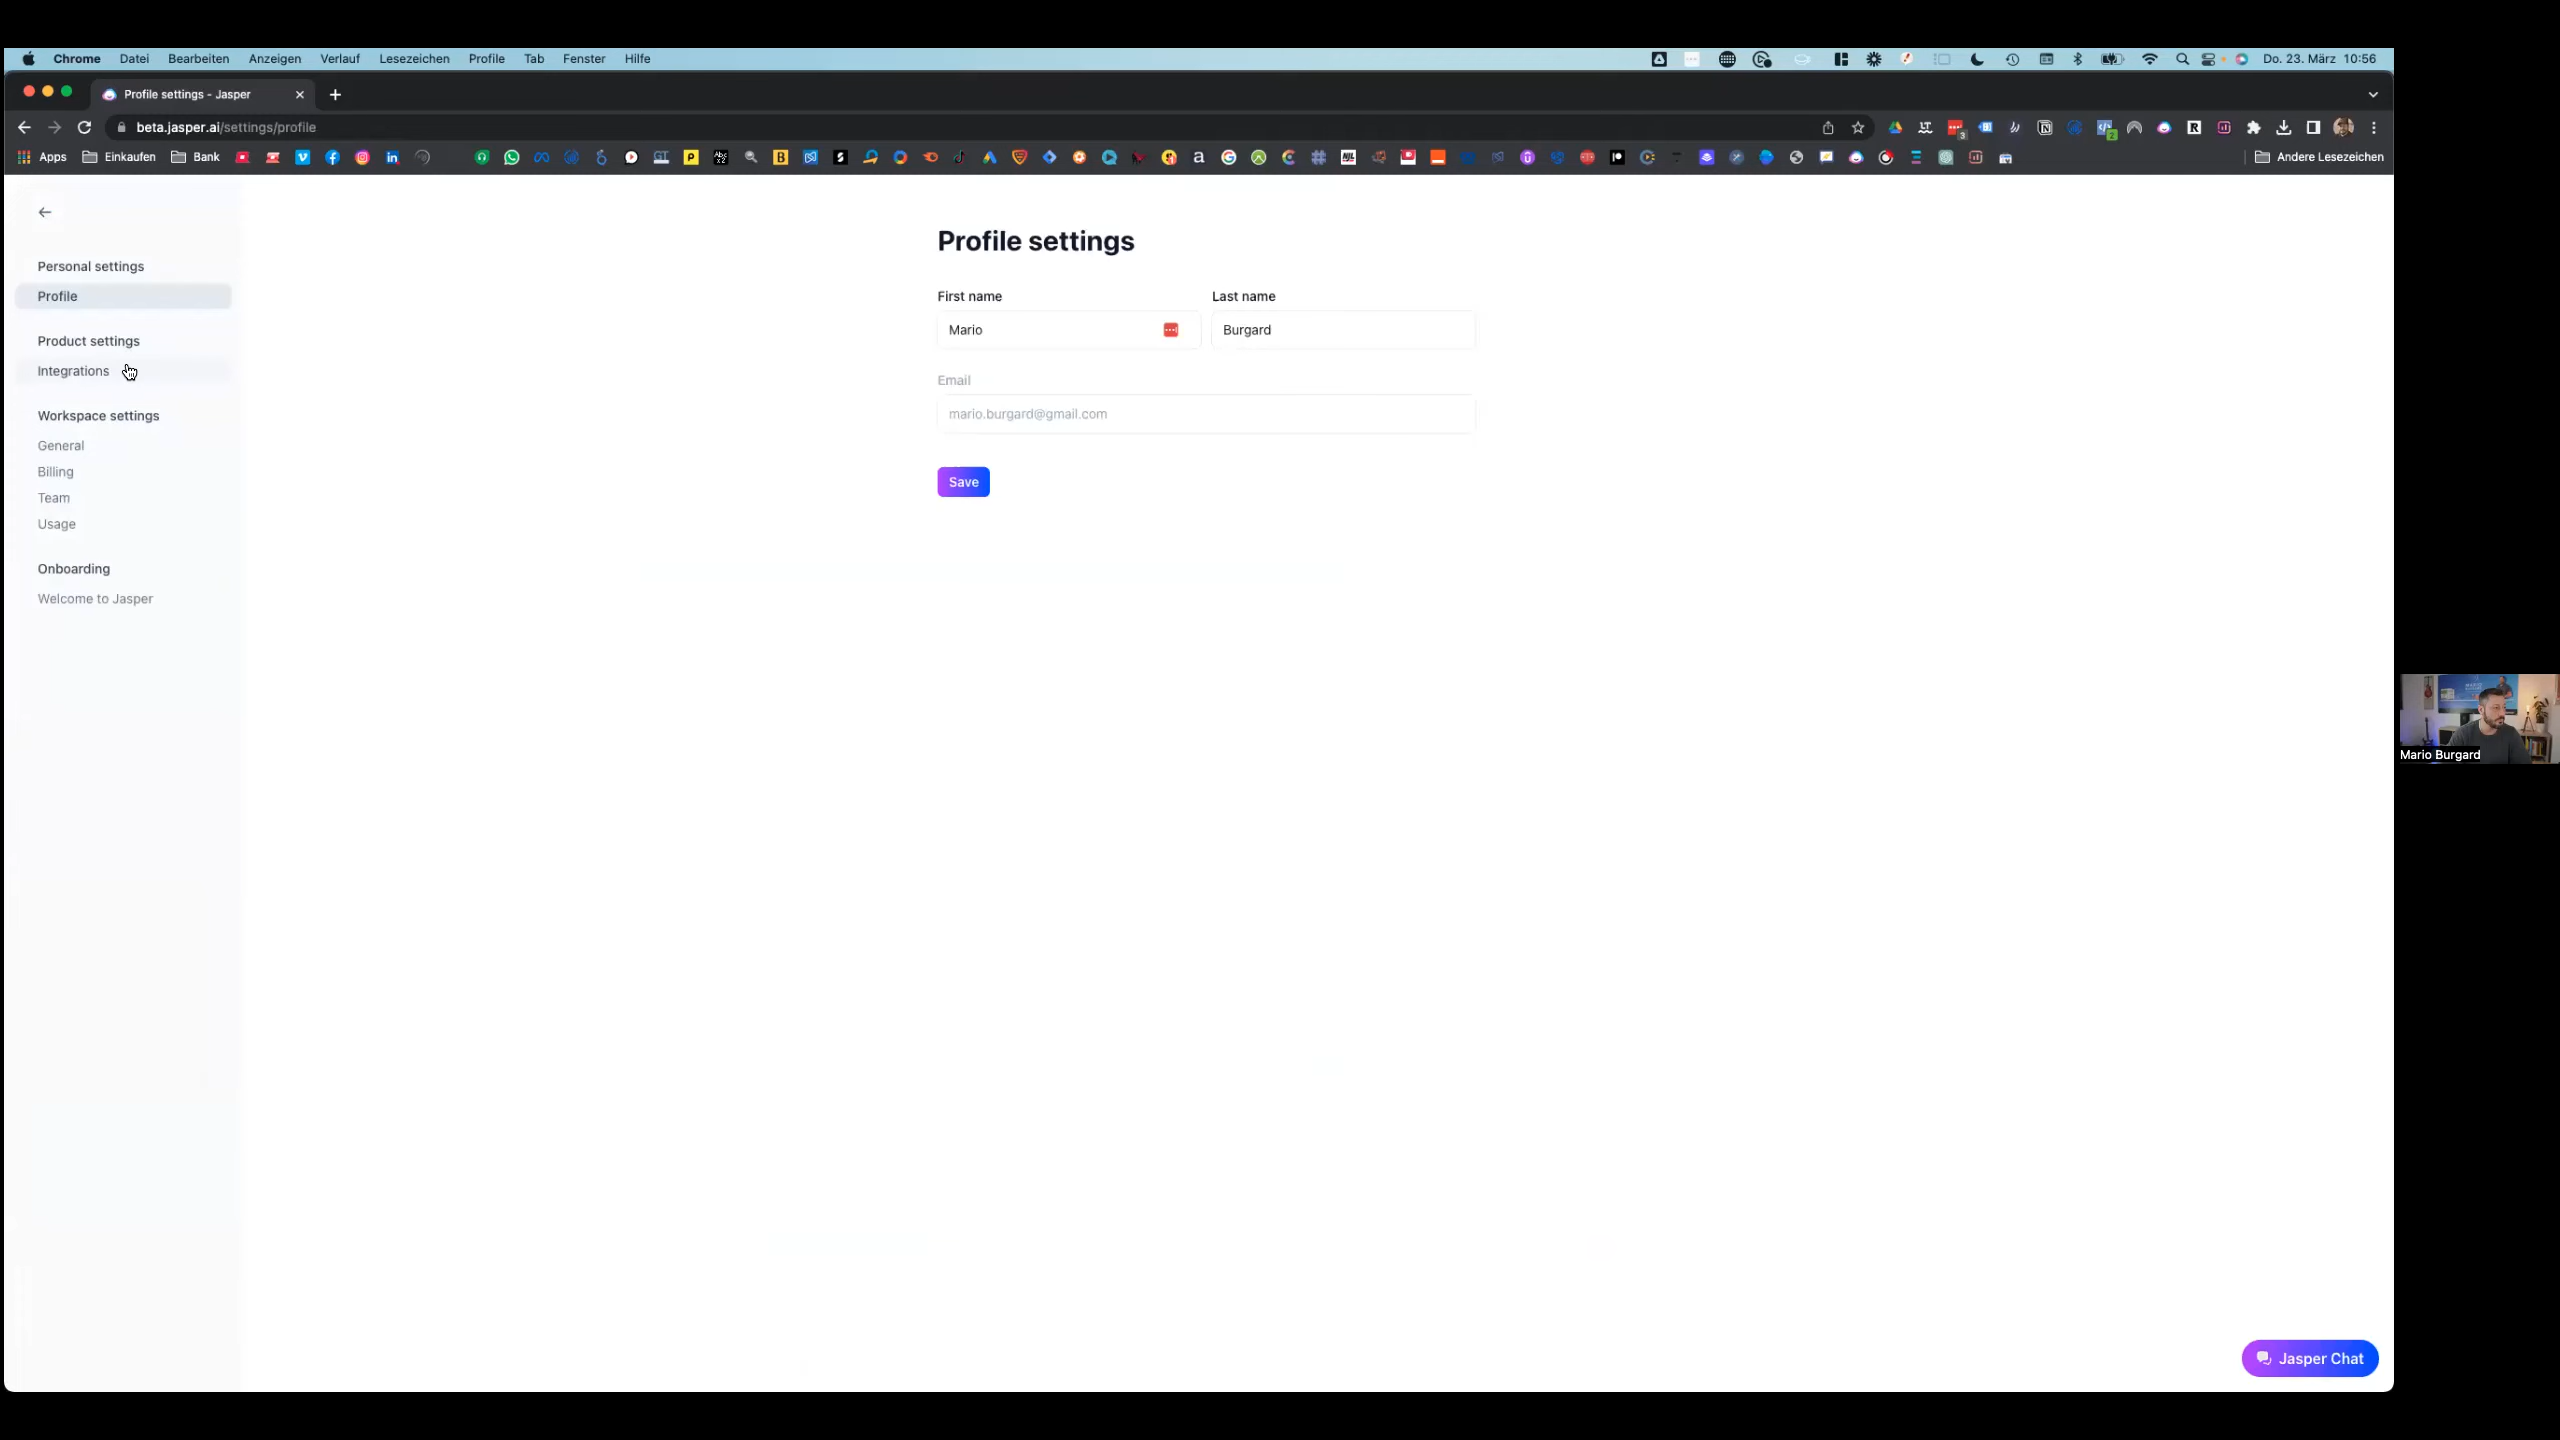 Chrome Datei Bearbeiten Anzeigen Verlauf Lesezeichen Profile Tab Fenster Hilfe Do. 23. März 10:56
Profile settings - Jasper
beta.jasper.ai/settings/profile
Apps Einkaufen Bank Andere Lesezeichen
Profile settings
Personal settings
Profile
Product settings
Integrations
Workspace settings
General
Billing
Team
Usage
Onboarding
Welcome to Jasper
First name Last name
Mario Burgard
Email
mario.burgard@gmail.com
Save
Mario Burgard
Jasper Chat